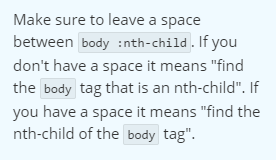 Make sure to leave a space
between body :nth-child. If you
don't have a space it means "find
the body tag that is an nth-child". If
you have a space it means "find the
nth-child of the body tag".